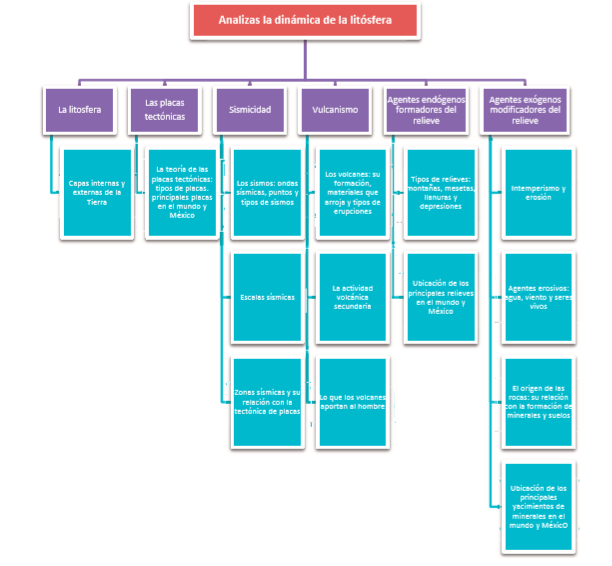 Analizas la dinámica de la litósfera
La litosfera
Las placas
tectónicas
Sismicidad
Vulcanismo
Agentes endógenos
formadores del
relieve
Agentes exógenos
modificadores del
relieve
Capas internas y
externas de la
Tierra
La teoría de las
placas tectónicas:
tipos de placas.
principales placas
en el mundo y
México
Los sismos: ondas
sísmicas, puntos y
tipos de sismos
Los volcanes: su
formación,
materiales que
arroja y tipos de
erupciones
Tipos de relieves:
montañas, mesetas,
llanuras y
depresiones
Intemperismo y
erosión
Escalas sísmicas
La actividad
volcánica
secundaria
Ubicación de los
principales relieves
en el mundo y
México
Agentes erosivos:
agua, viento y seres
vivos
Zonas sísmicas y su
relación con la
tectónica de placas
Lo que los volcanes
aportan al hombre
El origen de las
rocas: su relación
con la formación de
minerales y suelos
Ubicación de los
principales
yacimientos de
minerales en el
mundo y MéxicO